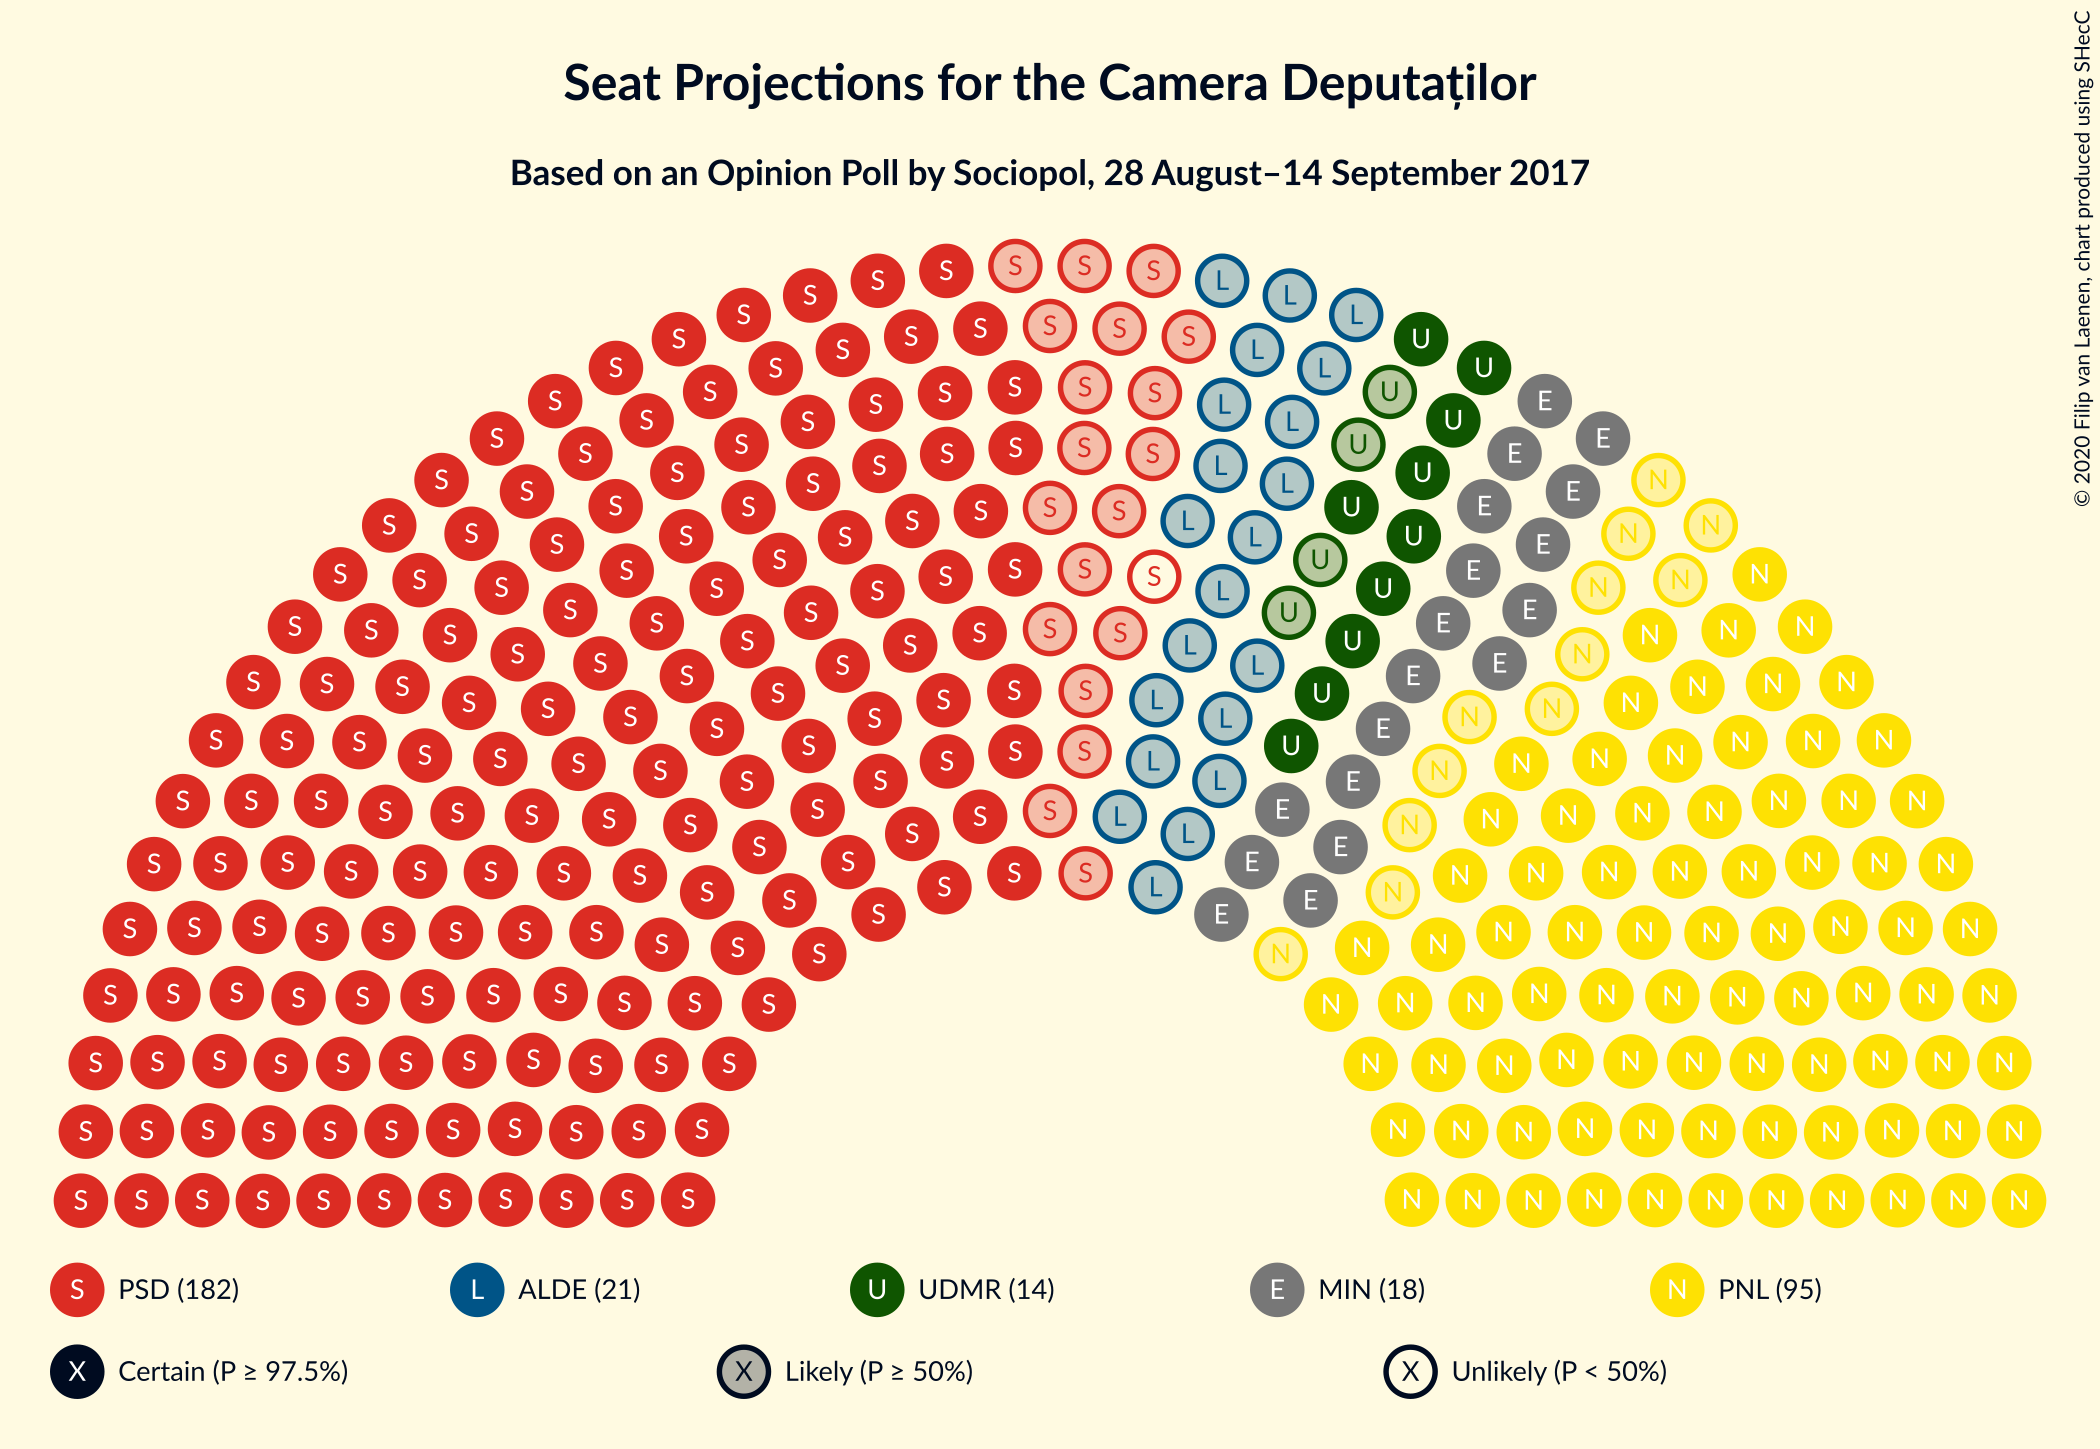 Seat Projections for the Camera Deputaților
Based on an Opinion Poll by Sociopol, 28 August–14 September 2017
© 2020 Filip van Laenen, chart produced using SHecC
S PSD (182) L ALDE (21) U UDMR (14) E MIN (18) N PNL (95)
X Certain (P ≥ 97.5%) X Likely (P ≥ 50%) X Unlikely (P < 50%)